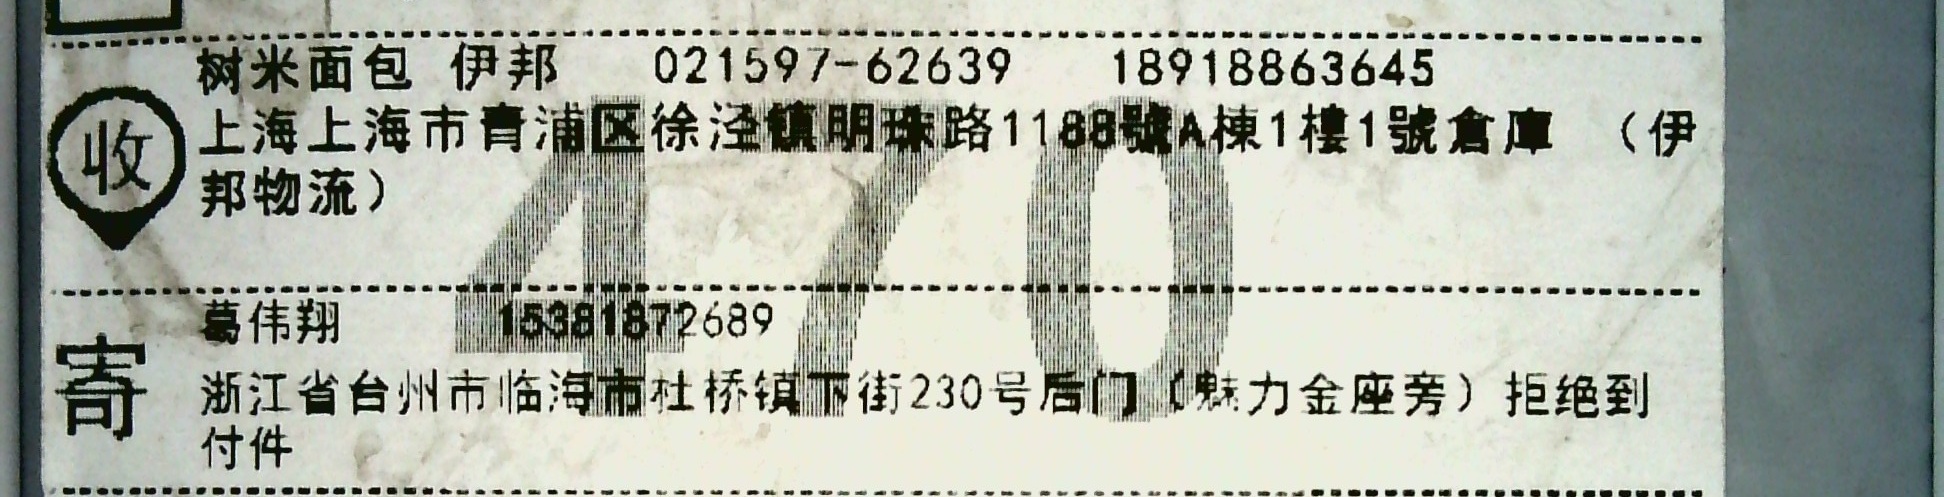 树米面包 伊邦 021597-62639 18918863645
收
上海上海市青浦区徐泾镇明珠路1188號A棟1樓1號倉庫 （伊
邦物流）
470
葛伟翔 15381872689
寄
浙江省台州市临海市杜桥镇下街230号后门（魅力金座旁）拒绝到
付件